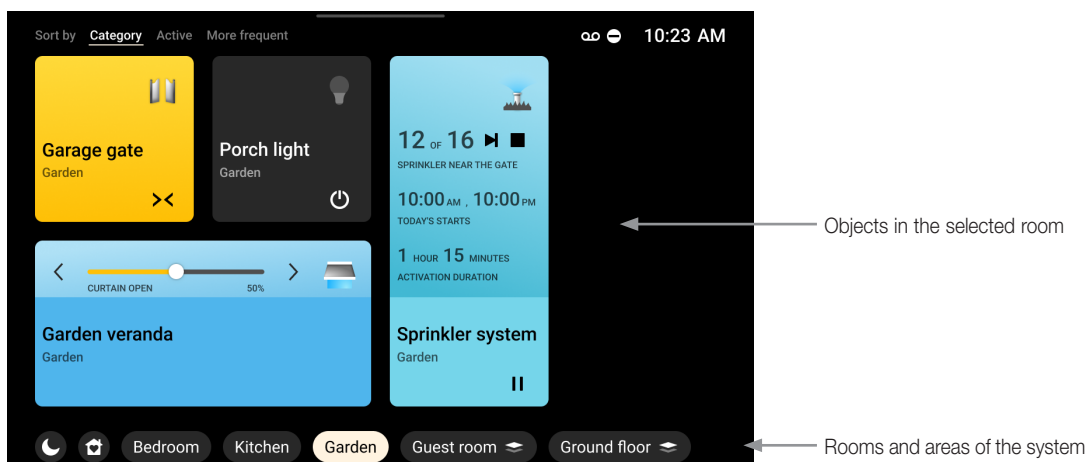 Sort by Category Active More frequent
10:23 AM
Garage gate
Garden
Porch light
Garden
12 OF 16
SPRINKLER NEAR THE GATE
10:00 AM , 10:00 PM
TODAY'S STARTS
1 HOUR 15 MINUTES
ACTIVATION DURATION
Sprinkler system
Garden
CURTAIN OPEN 50%
Garden veranda
Garden
Objects in the selected room
Bedroom Kitchen Garden Guest room Ground floor
Rooms and areas of the system